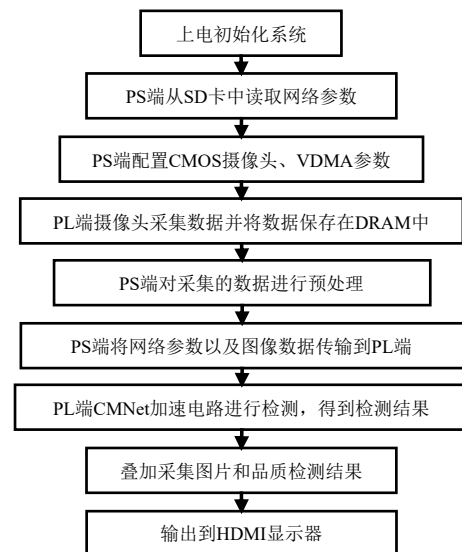 上电初始化系统
PS端从SD卡中读取网络参数
PS端配置CMOS摄像头、VDMA参数
PL端摄像头采集数据并将数据保存在DRAM中
PS端对采集的数据进行预处理
PS端将网络参数以及图像数据传输到PL端
PL端CMNet加速电路进行检测，得到检测结果
叠加采集图片和品质检测结果
输出到HDMI显示器